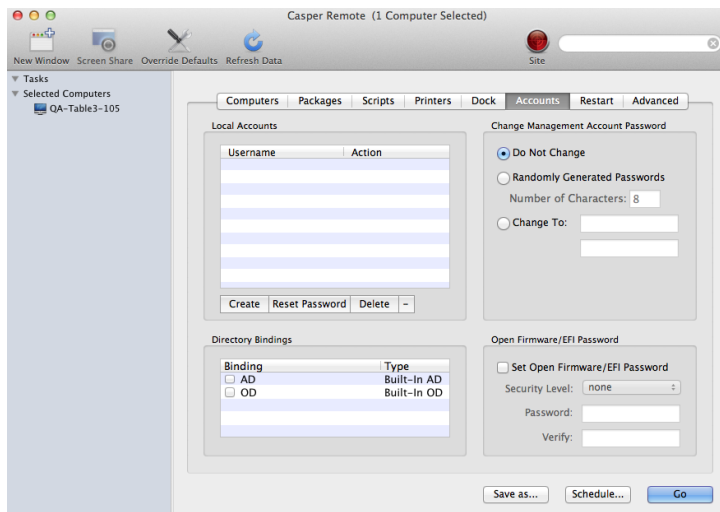 Casper Remote (1 Computer Selected)
New Window Screen Share Override Defaults Refresh Data Site
Tasks
Selected Computers
QA-Table3-105
Computers Packages Scripts Printers Dock Accounts Restart Advanced
Local Accounts
Username Action
Create Reset Password Delete –
Change Management Account Password
Do Not Change
Randomly Generated Passwords
Number of Characters: 8
Change To:
Directory Bindings
Binding Type
AD Built-In AD
OD Built-In OD
Open Firmware/EFI Password
Set Open Firmware/EFI Password
Security Level: none
Password:
Verify:
Save as... Schedule... Go